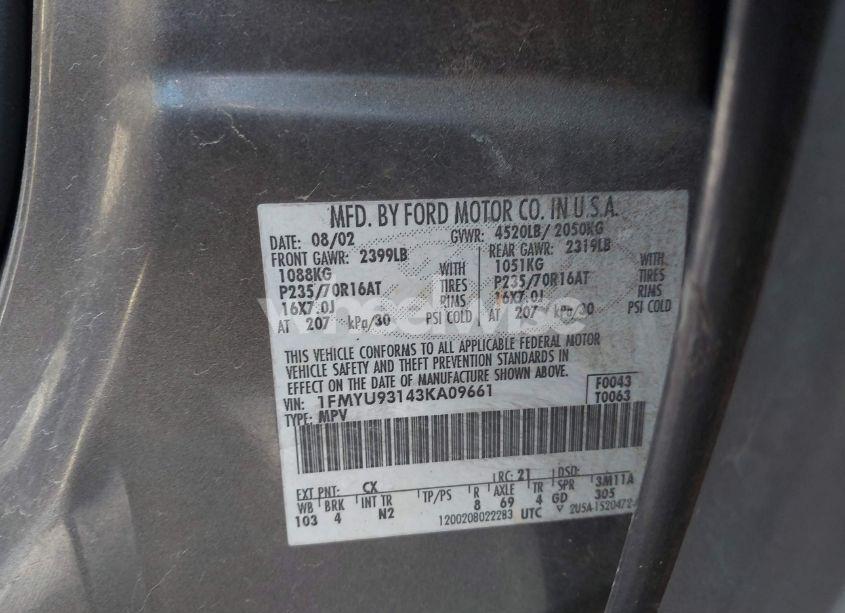 MFD. BY FORD MOTOR CO. IN U.S.A.
DATE: 08/02 GVWR: 4520LB/ 2050KG
FRONT GAWR: 2399LB REAR GAWR: 2319LB
1088KG WITH 1051KG WITH
P235/70R16AT TIRES P235/70R16AT TIRES
16X7.0J RIMS 16X7.0J RIMS
AT 207 kPa/30 PSI COLD AT 207 kPa/30 PSI COLD
wheelwise
THIS VEHICLE CONFORMS TO ALL APPLICABLE FEDERAL MOTOR
VEHICLE SAFETY AND THEFT PREVENTION STANDARDS IN
EFFECT ON THE DATE OF MANUFACTURE SHOWN ABOVE.
VIN: 1FMYU93143KA09661 F0043
TYPE: MPV T0063
EXT PNT: CX RC: 21 DSO: 3M11A
WB BRK INT TR TP/PS R AXLE TR SPR 305
103 4 N2 8 69 4 GD
1200208022283 UTC 2U5A-1520472-